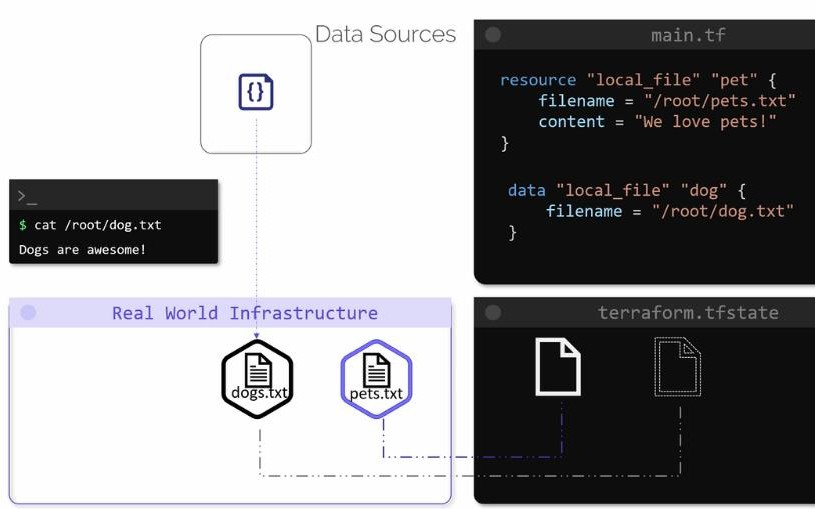 Data Sources
{}
>_
$ cat /root/dog.txt
Dogs are awesome!
main.tf
resource "local_file" "pet" {
filename = "/root/pets.txt"
content = "We love pets!"
}
data "local_file" "dog" {
filename = "/root/dog.txt"
}
Real World Infrastructure
dogs.txt
pets.txt
terraform.tfstate